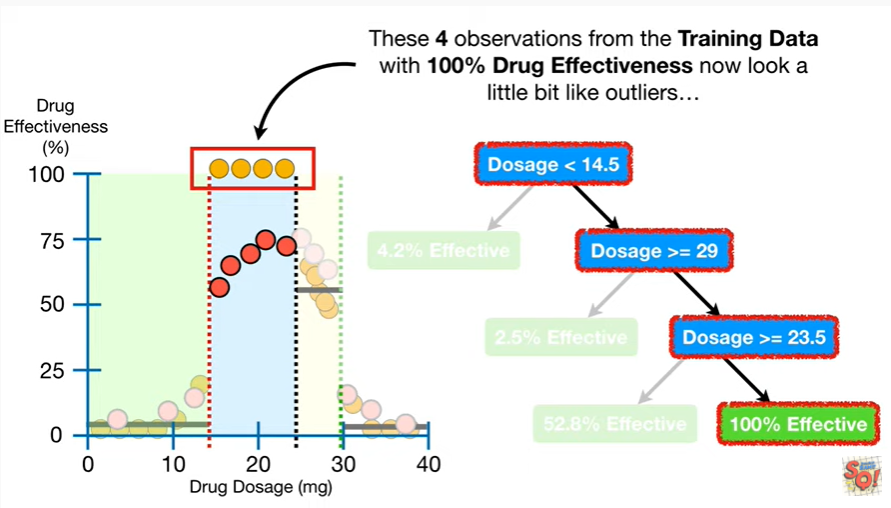 These 4 observations from the Training Data
with 100% Drug Effectiveness now look a
little bit like outliers…
Drug
Effectiveness
(%)
100
75
50
25
0
0
10
20
30
40
Drug Dosage (mg)
Dosage < 14.5
4.2% Effective
Dosage >= 29
2.5% Effective
Dosage >= 23.5
52.8% Effective
100% Effective